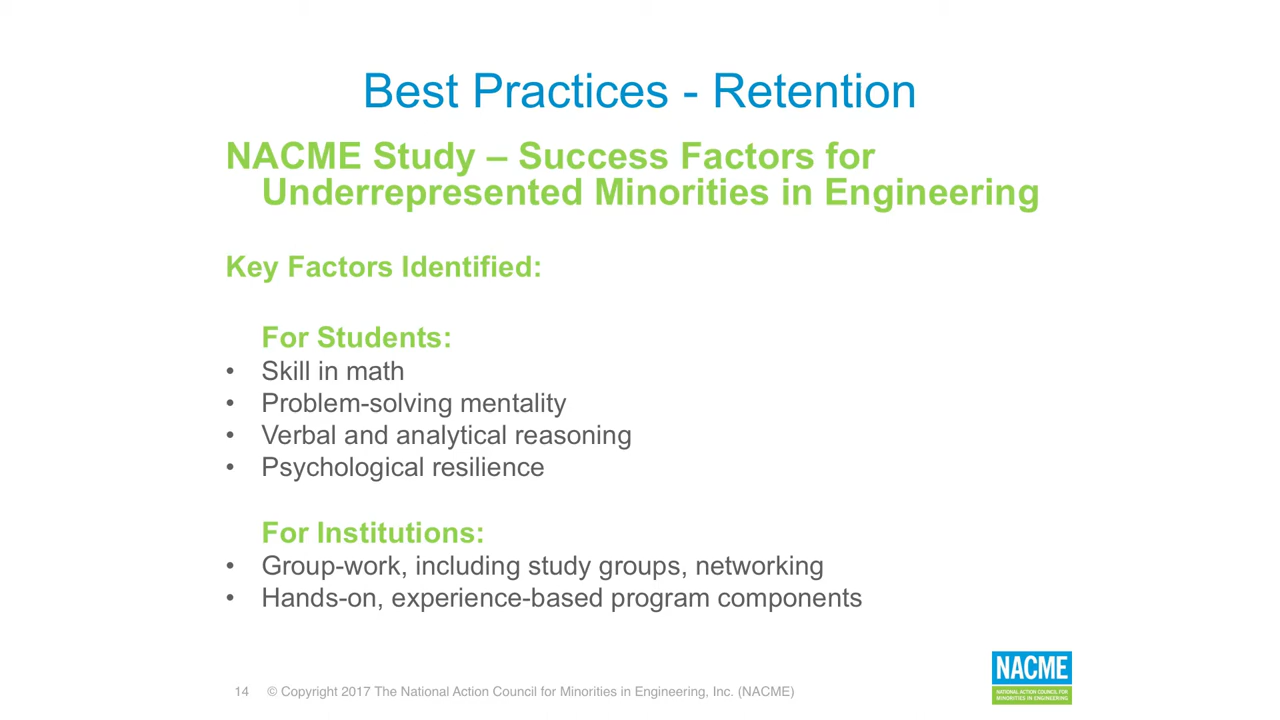 Best Practices - Retention
NACME Study – Success Factors for
Underrepresented Minorities in Engineering
Key Factors Identified:
For Students:
• Skill in math
• Problem-solving mentality
• Verbal and analytical reasoning
• Psychological resilience
For Institutions:
• Group-work, including study groups, networking
• Hands-on, experience-based program components
NACME
NATIONAL ACTION COUNCIL FOR
MINORITIES IN ENGINEERING
14 © Copyright 2017 The National Action Council for Minorities in Engineering, Inc. (NACME)